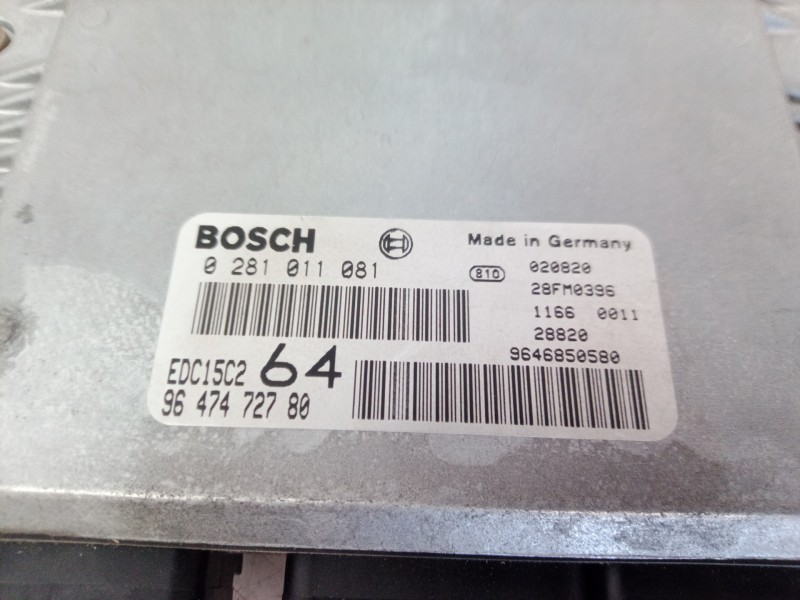 BOSCH
Made in Germany
0 281 011 081
810
020820
28FM0396
1166 0011
28820
9646850580
EDC15C2 64
96 474 727 80